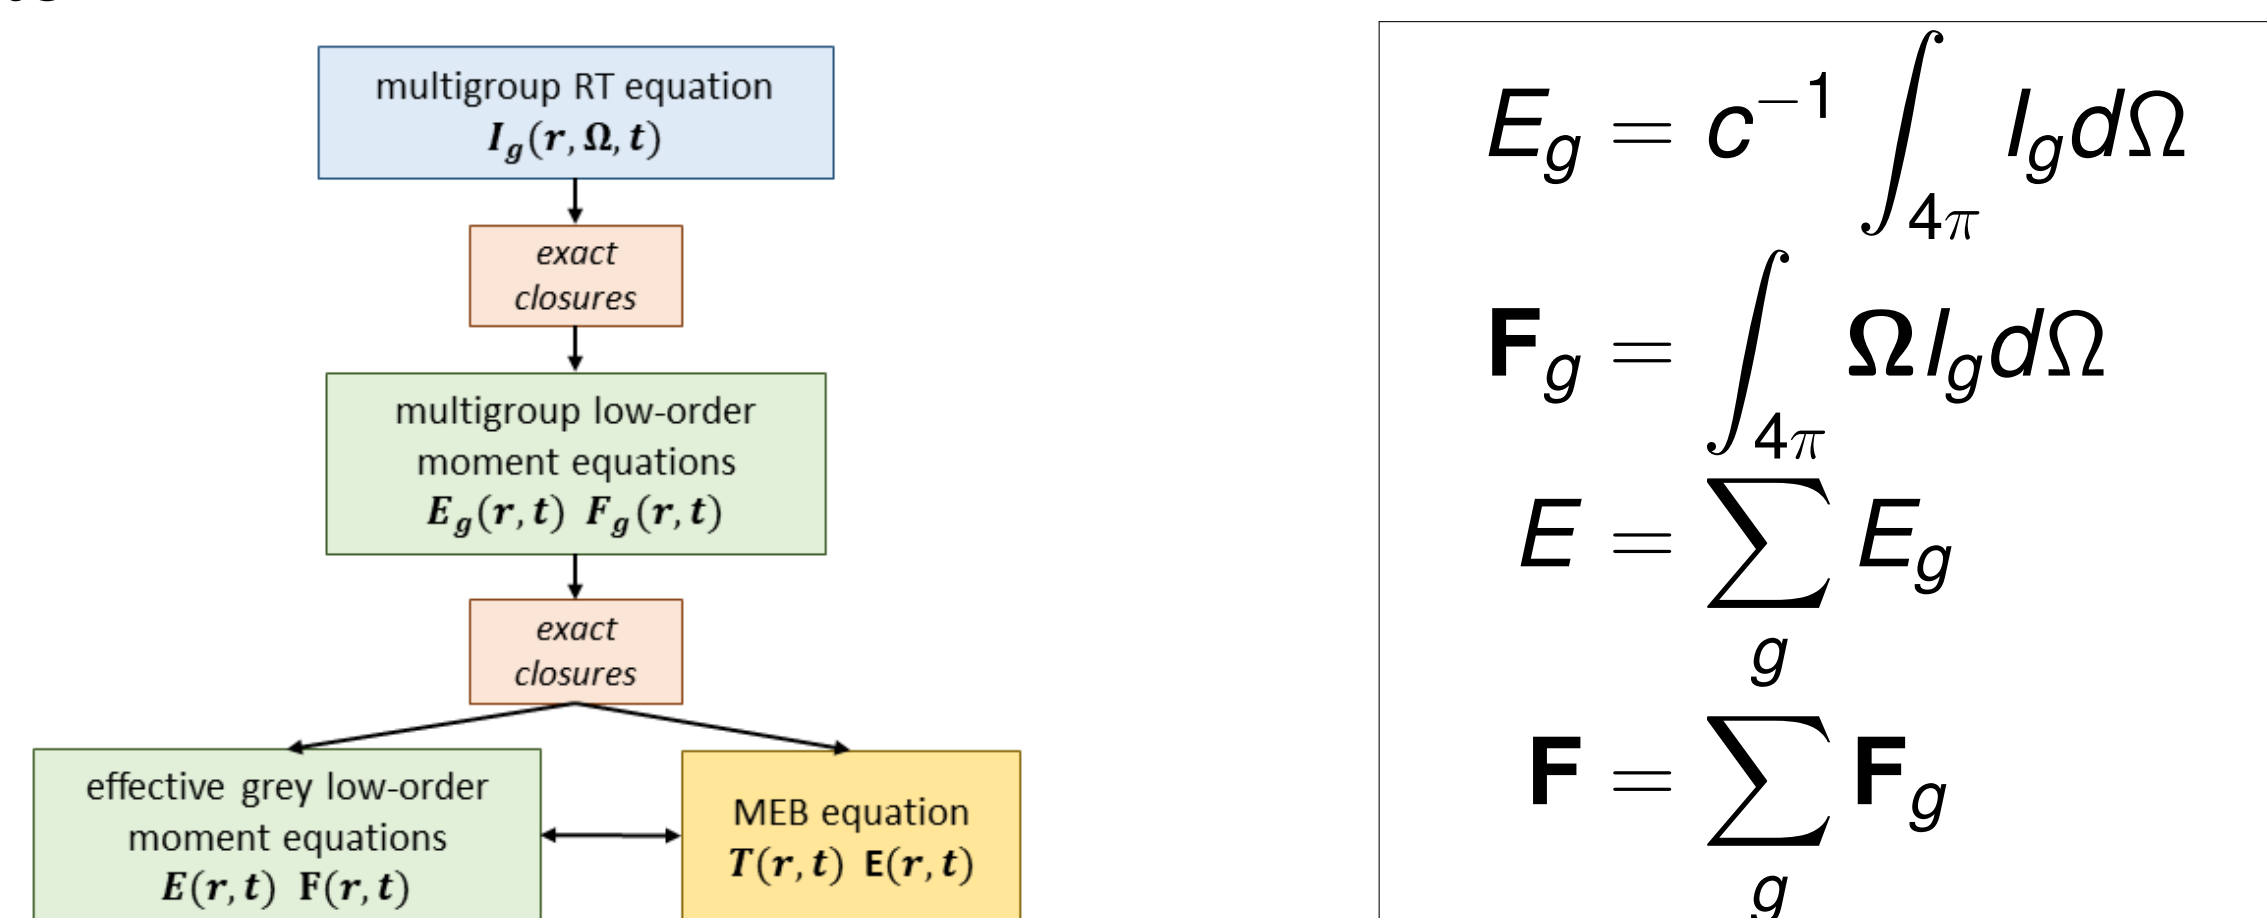 multigroup RT equation
I_g(r, Ω, t)
exact
closures
multigroup low-order
moment equations
E_g(r, t) F_g(r, t)
exact
closures
effective grey low-order
moment equations
E(r, t) F(r, t)
MEB equation
T(r, t) E(r, t)
E_g = c^{-1} ∫_{4π} I_g dΩ
F_g = ∫_{4π} Ω I_g dΩ
E = ∑_g E_g
F = ∑_g F_g